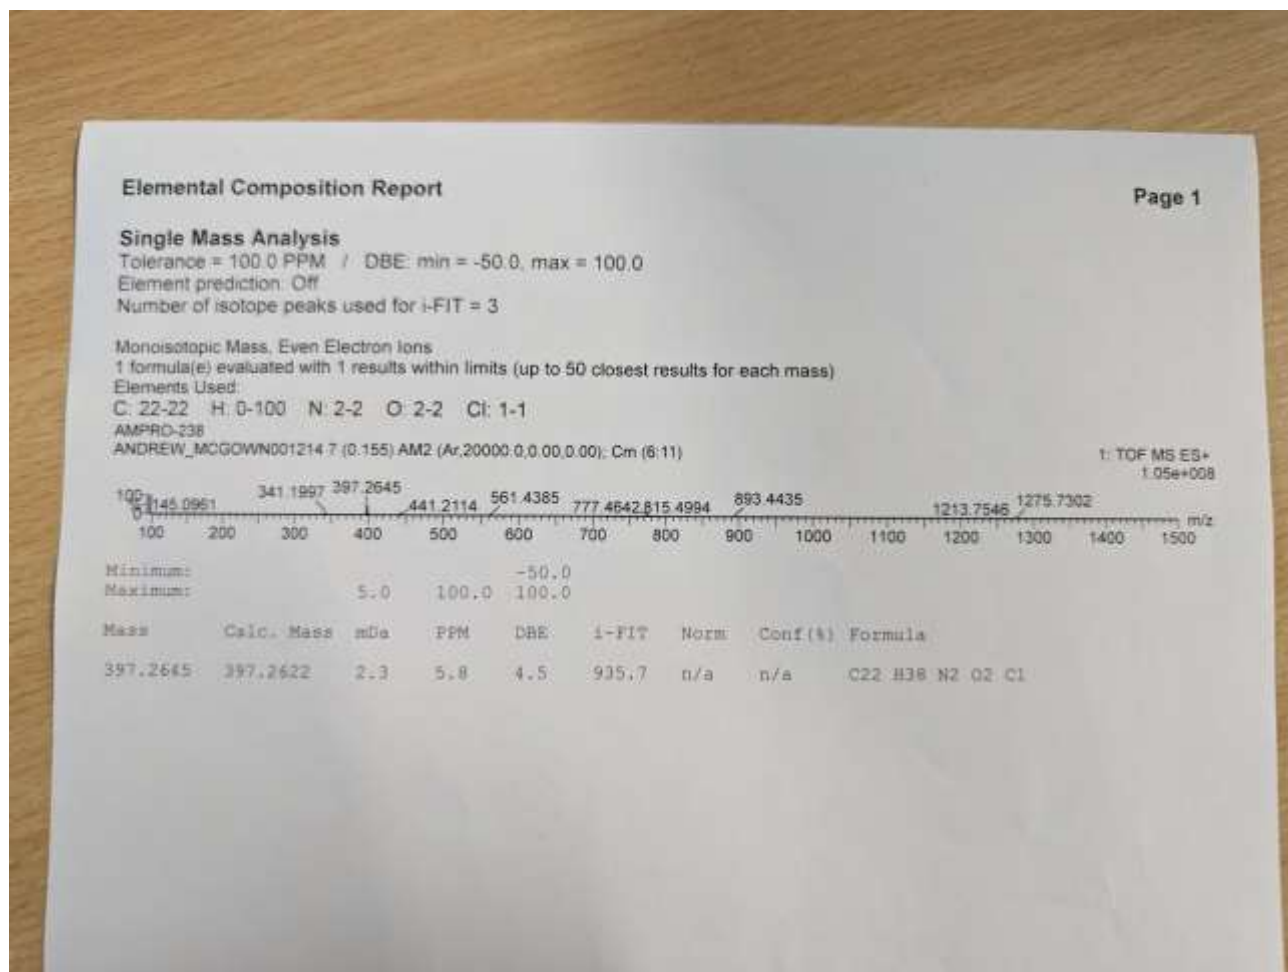 Elemental Composition Report
Page 1
Single Mass Analysis
Tolerance = 100.0 PPM / DBE: min = -50.0, max = 100.0
Element prediction: Off
Number of isotope peaks used for i-FIT = 3
Monoisotopic Mass, Even Electron Ions
1 formula(e) evaluated with 1 results within limits (up to 50 closest results for each mass)
Elements Used:
C: 22-22 H: 0-100 N: 2-2 O: 2-2 Cl: 1-1
AMPRO-238
ANDREW_MCGOWN001214 7 (0.155) AM2 (Ar,20000.0,0.00,0.00); Cm (6:11)
1: TOF MS ES+
1.05e+008
100
145.0961 341.1997 397.2645 441.2114 561.4385 777.4642 815.4994 893.4435 1213.7546 1275.7302
0
m/z
100 200 300 400 500 600 700 800 900 1000 1100 1200 1300 1400 1500
Minimum: -50.0
Maximum: 5.0 100.0 100.0
Mass Calc. Mass mDa PPM DBE i-FIT Norm Conf(%) Formula
397.2645 397.2622 2.3 5.8 4.5 935.7 n/a n/a C22 H38 N2 O2 Cl